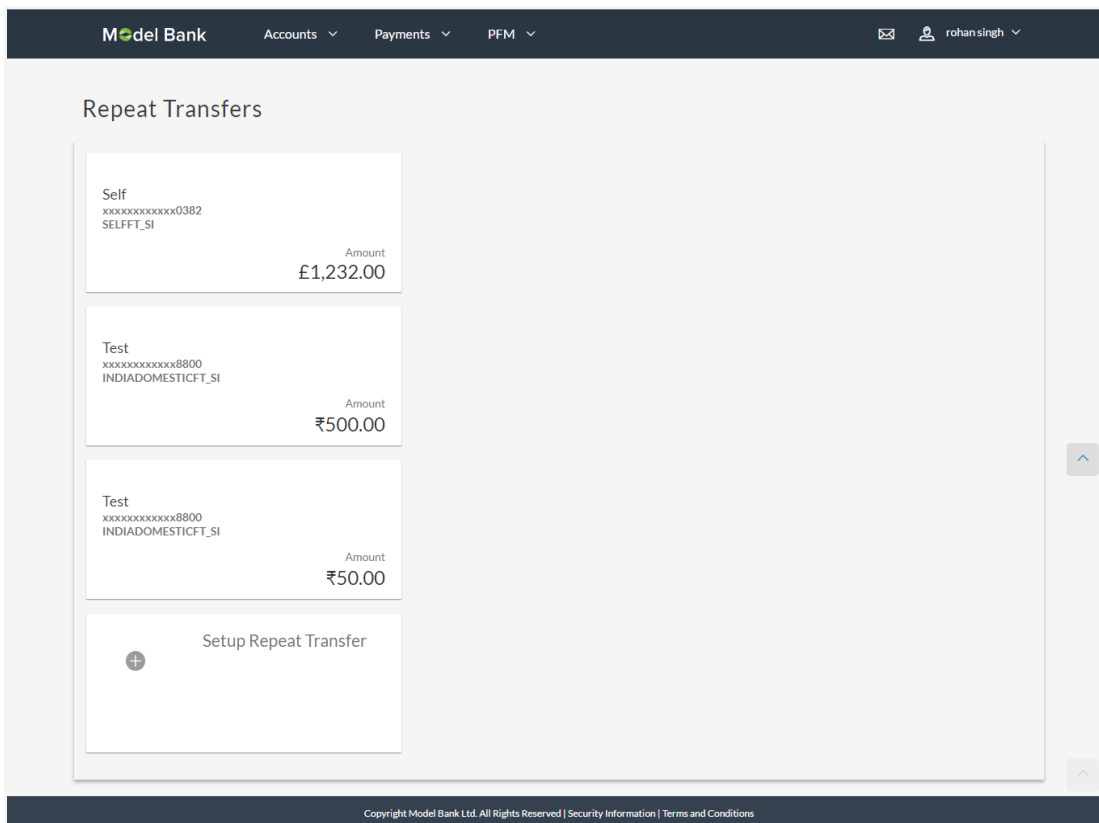 Model Bank Accounts Payments PFM rohan singh
Repeat Transfers
Self
xxxxxxxxxxxx0382
SELFFT_SI
Amount
£1,232.00
Test
xxxxxxxxxxxx8800
INDIADOMESTICFT_SI
Amount
₹500.00
Test
xxxxxxxxxxxx8800
INDIADOMESTICFT_SI
Amount
₹50.00
Setup Repeat Transfer
Copyright Model Bank Ltd. All Rights Reserved | Security Information | Terms and Conditions